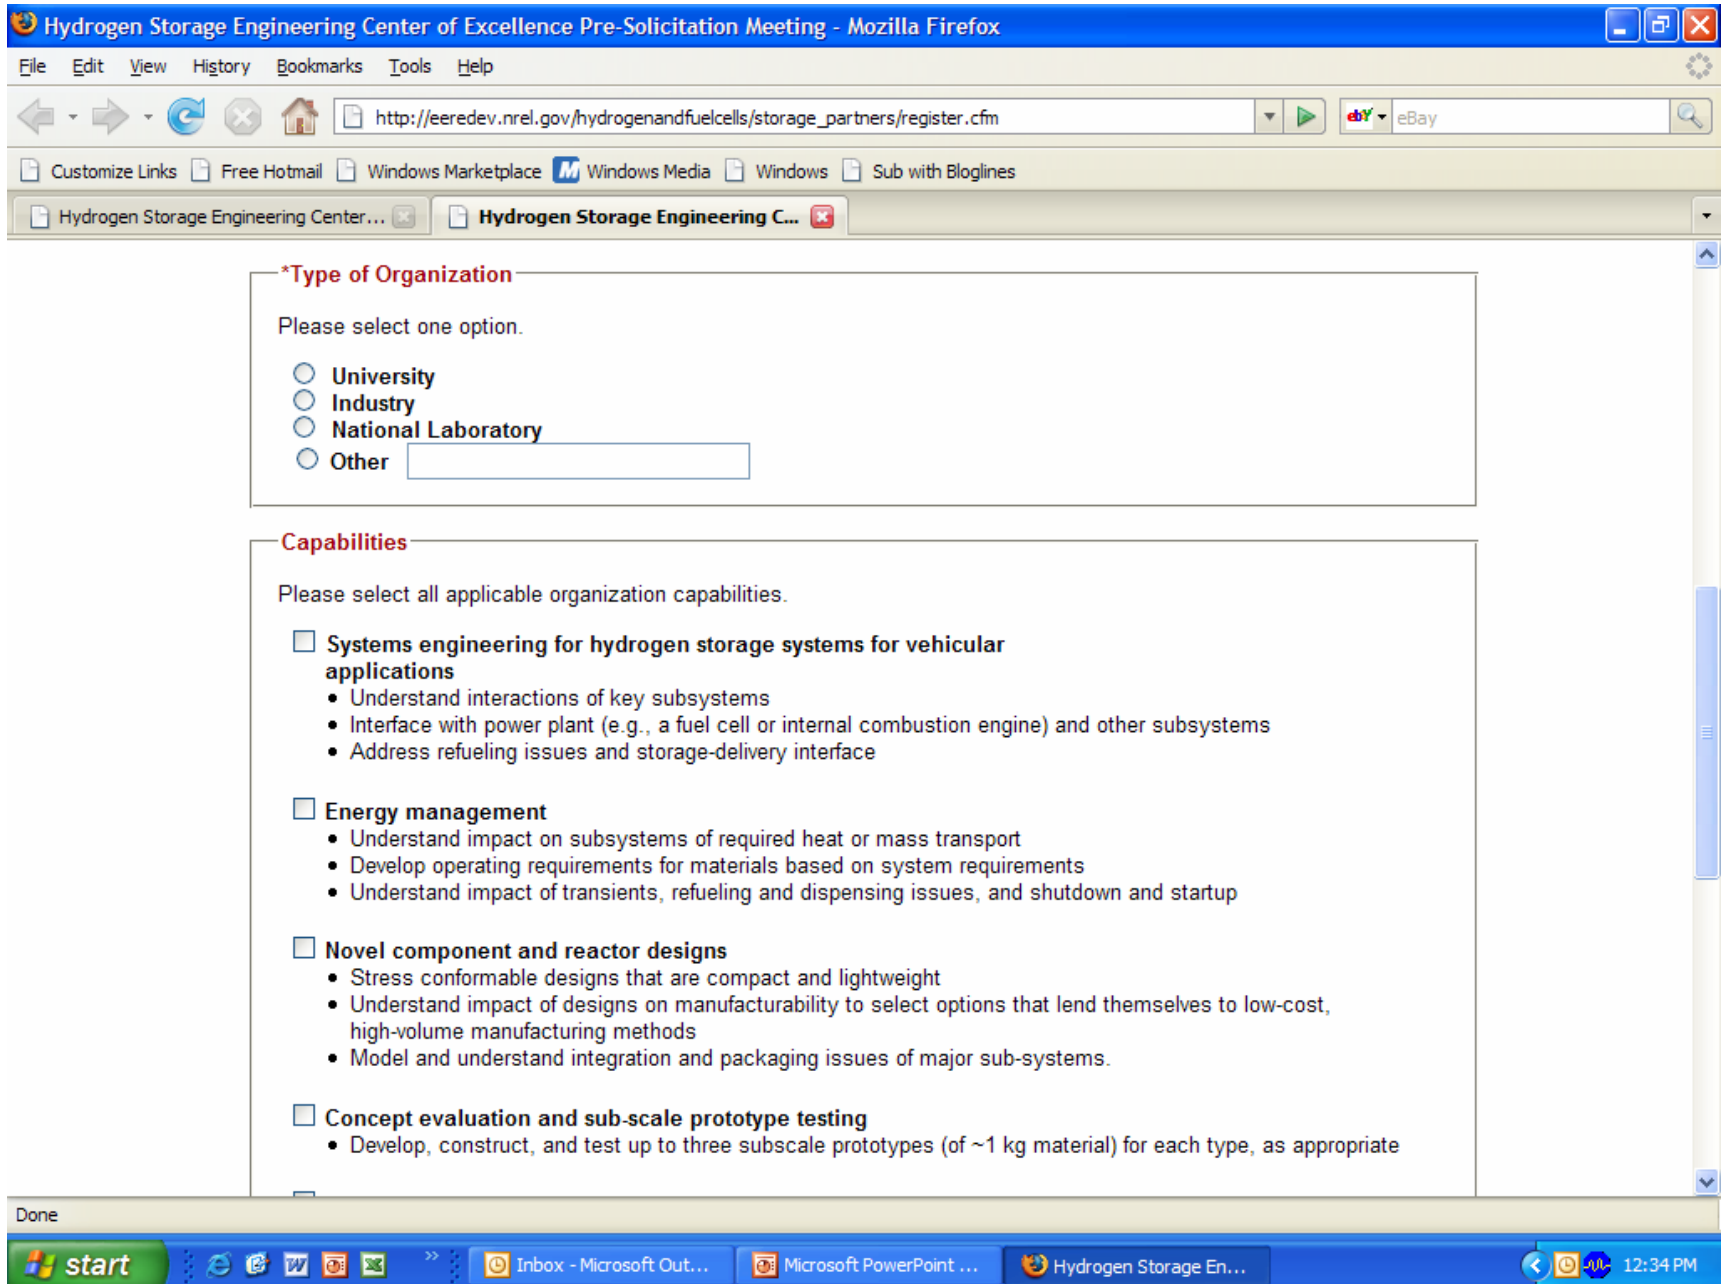 Hydrogen Storage Engineering Center of Excellence Pre-Solicitation Meeting - Mozilla Firefox
File Edit View History Bookmarks Tools Help
http://eeredev.nrel.gov/hydrogenandfuelcells/storage_partners/register.cfm
ebY eBay
Customize Links Free Hotmail Windows Marketplace Windows Media Windows Sub with Bloglines
Hydrogen Storage Engineering Center... Hydrogen Storage Engineering C...
*Type of Organization
Please select one option.
University
Industry
National Laboratory
Other
Capabilities
Please select all applicable organization capabilities.
Systems engineering for hydrogen storage systems for vehicular
applications
• Understand interactions of key subsystems
• Interface with power plant (e.g., a fuel cell or internal combustion engine) and other subsystems
• Address refueling issues and storage-delivery interface
Energy management
• Understand impact on subsystems of required heat or mass transport
• Develop operating requirements for materials based on system requirements
• Understand impact of transients, refueling and dispensing issues, and shutdown and startup
Novel component and reactor designs
• Stress conformable designs that are compact and lightweight
• Understand impact of designs on manufacturability to select options that lend themselves to low-cost,
high-volume manufacturing methods
• Model and understand integration and packaging issues of major sub-systems.
Concept evaluation and sub-scale prototype testing
• Develop, construct, and test up to three subscale prototypes (of ~1 kg material) for each type, as appropriate
Done
start Inbox - Microsoft Out... Microsoft PowerPoint ... Hydrogen Storage En... 12:34 PM